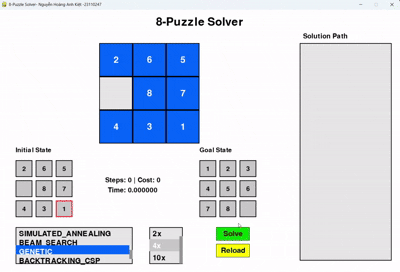 8-Puzzle Solver- Nguyễn Hoàng Anh Kiệt -23110247
8-Puzzle Solver
Solution Path
2 6 5
8 7
4 3 1
Initial State
2 6 5
8 7
4 3 1
Steps: 0 | Cost: 0
Time: 0.000000
Goal State
1 2 3
4 5 6
7 8
SIMULATED_ANNEALING
BEAM_SEARCH
GENETIC
BACKTRACKING_CSP
2x
4x
10x
Solve
Reload